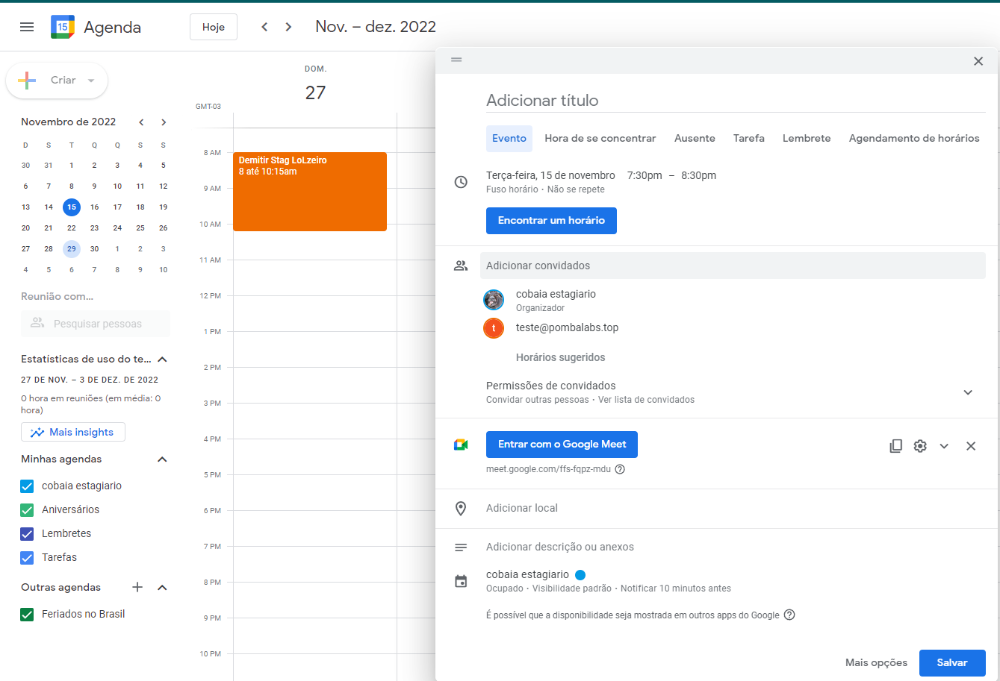 15 Agenda
Hoje
Nov. – dez. 2022
Criar
Novembro de 2022
D S T Q Q S S
30 31 1 2 3 4 5
6 7 8 9 10 11 12
13 14 15 16 17 18 19
20 21 22 23 24 25 26
27 28 29 30 1 2 3
4 5 6 7 8 9 10
Reunião com...
Pesquisar pessoas
Estatísticas de uso do te...
27 DE NOV. – 3 DE DEZ. DE 2022
0 hora em reuniões (em média: 0
hora)
Mais insights
Minhas agendas
cobaia estagiario
Aniversários
Lembretes
Tarefas
Outras agendas
Feriados no Brasil
DOM.
27
GMT-03
8 AM
Demitir Stag LoLzeiro
8 até 10:15am
9 AM
10 AM
11 AM
12 PM
1 PM
2 PM
3 PM
4 PM
5 PM
6 PM
7 PM
8 PM
9 PM
10 PM
Adicionar título
Evento Hora de se concentrar Ausente Tarefa Lembrete Agendamento de horários
Terça-feira, 15 de novembro 7:30pm – 8:30pm
Fuso horário · Não se repete
Encontrar um horário
Adicionar convidados
cobaia estagiario
Organizador
t teste@pombalabs.top
Horários sugeridos
Permissões de convidados
Convidar outras pessoas · Ver lista de convidados
Entrar com o Google Meet
meet.google.com/ffs-fqpz-mdu
Adicionar local
Adicionar descrição ou anexos
cobaia estagiario
Ocupado · Visibilidade padrão · Notificar 10 minutos antes
É possível que a disponibilidade seja mostrada em outros apps do Google
Mais opções Salvar